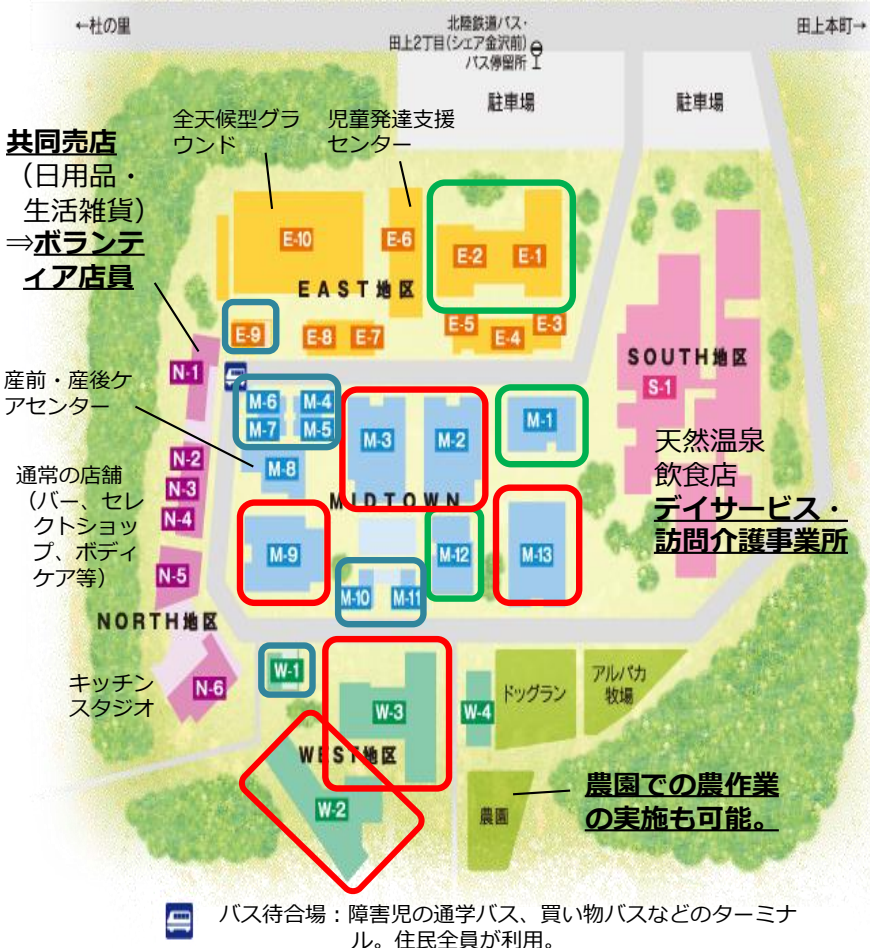 ←杜の里
北陸鉄道バス・
田上2丁目(シェア金沢前)
バス停留所
田上本町→
駐車場
駐車場
共同売店
（日用品・
生活雑貨）
⇒ボランテ
ィア店員
全天候型グラ
ウンド
児童発達支援
センター
E-10
E-6
E-2
E-1
EAST地区
E-9
E-8
E-7
E-5
E-4
E-3
SOUTH地区
S-1
N-1
産前・産後ケ
アセンター
M-6
M-4
M-7
M-5
M-3
M-2
M-1
M-8
MIDTOWN
天然温泉
飲食店
デイサービス・
訪問介護事業所
通常の店舗
（バー、セレ
クトショッ
プ、ボディ
ケア等）
N-2
N-3
N-4
N-5
M-9
M-12
M-13
M-10
M-11
NORTH地区
キッチン
スタジオ
N-6
W-1
W-3
W-4
ドッグラン
アルパカ
牧場
WEST地区
W-2
農園
農園での農作業
の実施も可能。
バス待合場：障害児の通学バス、買い物バスなどのターミナ
ル。住民全員が利用。